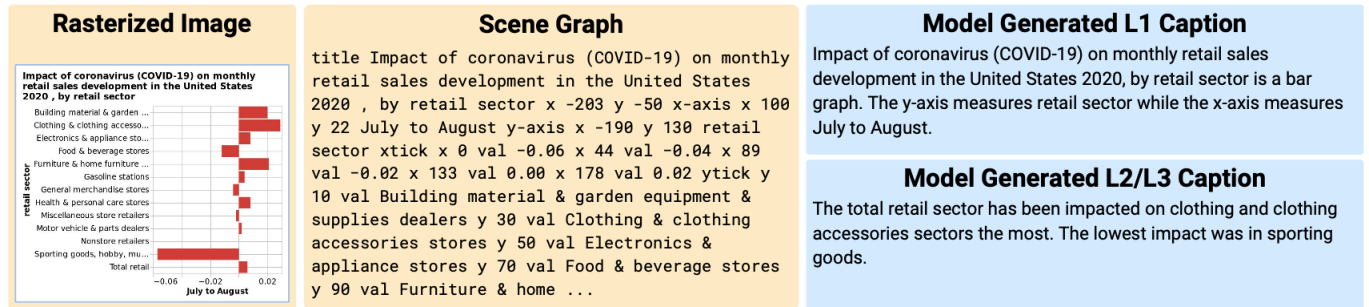 Rasterized Image
Impact of coronavirus (COVID-19) on monthly
retail sales development in the United States
2020 , by retail sector
Building material & garden ...
Clothing & clothing accesso...
Electronics & appliance sto...
Food & beverage stores
Furniture & home furniture ...
Gasoline stations
General merchandise stores
Health & personal care stores
Miscellaneous store retailers
Motor vehicle & parts dealers
Nonstore retailers
Sporting goods, hobby, mu...
Total retail
retail sector
−0.06 −0.02 0.02
July to August
Scene Graph
title Impact of coronavirus (COVID-19) on monthly
retail sales development in the United States
2020 , by retail sector x -203 y -50 x-axis x 100
y 22 July to August y-axis x -190 y 130 retail
sector xtick x 0 val -0.06 x 44 val -0.04 x 89
val -0.02 x 133 val 0.00 x 178 val 0.02 ytick y
10 val Building material & garden equipment &
supplies dealers y 30 val Clothing & clothing
accessories stores y 50 val Electronics &
appliance stores y 70 val Food & beverage stores
y 90 val Furniture & home ...
Model Generated L1 Caption
Impact of coronavirus (COVID-19) on monthly retail sales
development in the United States 2020, by retail sector is a bar
graph. The y-axis measures retail sector while the x-axis measures
July to August.
Model Generated L2/L3 Caption
The total retail sector has been impacted on clothing and clothing
accessories sectors the most. The lowest impact was in sporting
goods.